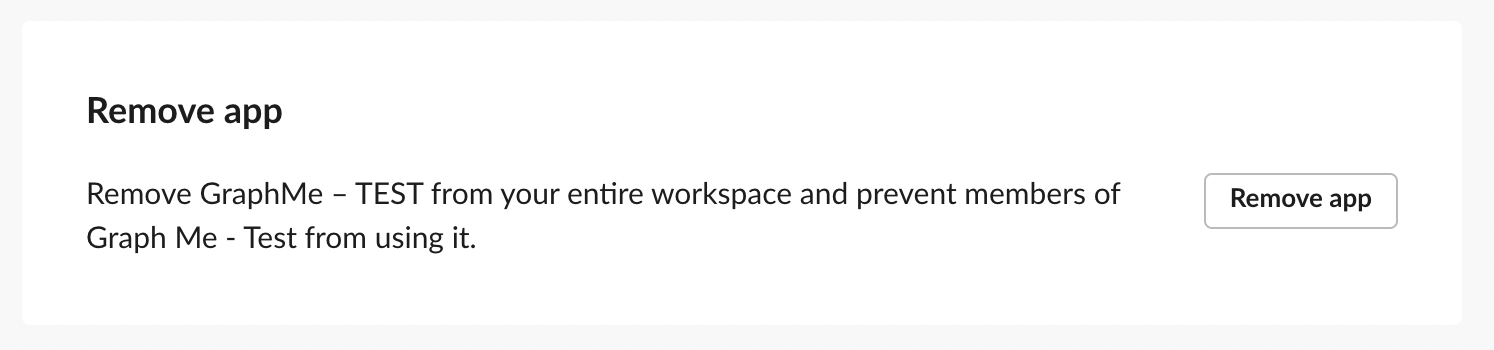 Remove app
Remove GraphMe – TEST from your entire workspace and prevent members of
Graph Me - Test from using it.
Remove app